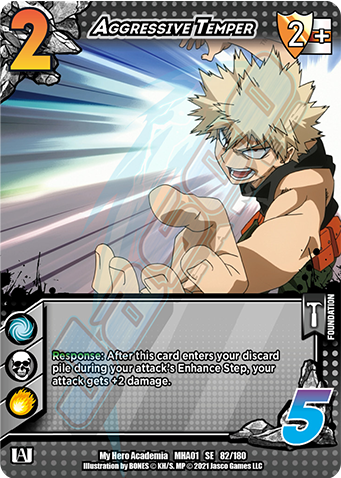 2
AGGRESSIVE TEMPER
2
+
FOUNDATION
Response: After this card enters your discard
pile during your attack's Enhance Step, your
attack gets +2 damage.
5
My Hero Academia MHA01 SE 82/180
Illustration by BONES © KH/S. MP © 2021 Jasco Games LLC